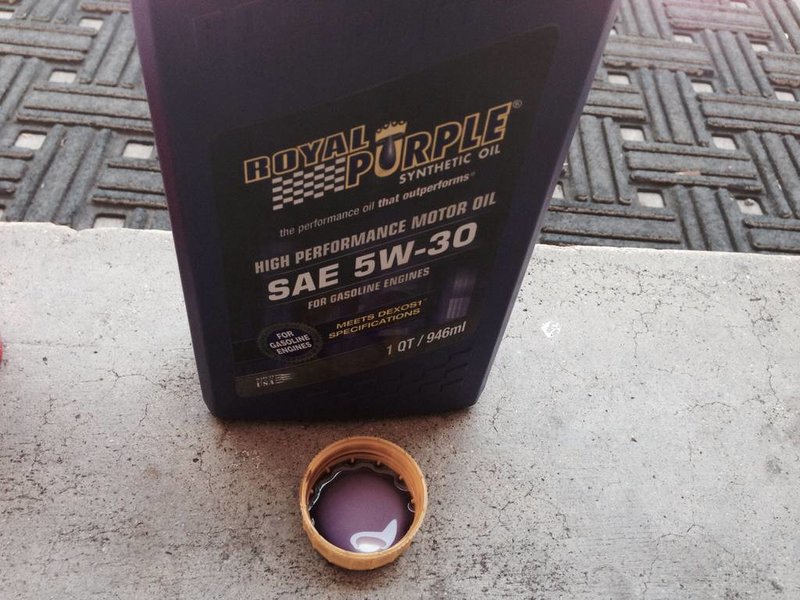 ROYAL PURPLE®
SYNTHETIC OIL
the performance oil that outperforms®
HIGH PERFORMANCE MOTOR OIL
SAE 5W-30
FOR GASOLINE ENGINES
MEETS DEXOS1
SPECIFICATIONS
FOR
GASOLINE
ENGINES
1 QT / 946ml
USA